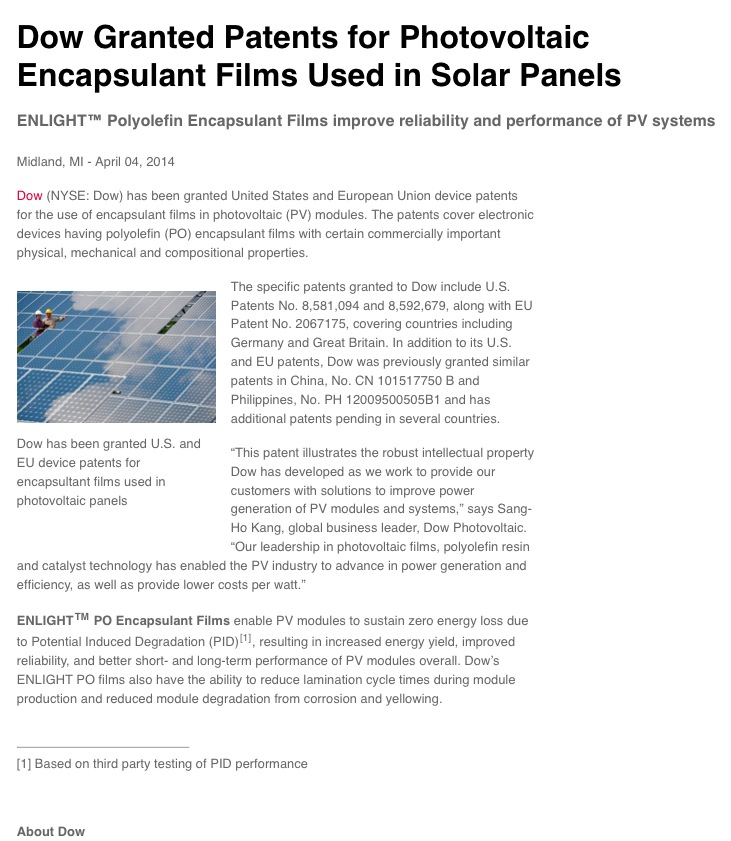 Dow Granted Patents for Photovoltaic
Encapsulant Films Used in Solar Panels
ENLIGHT™ Polyolefin Encapsulant Films improve reliability and performance of PV systems
Midland, MI - April 04, 2014
Dow (NYSE: Dow) has been granted United States and European Union device patents
for the use of encapsulant films in photovoltaic (PV) modules. The patents cover electronic
devices having polyolefin (PO) encapsulant films with certain commercially important
physical, mechanical and compositional properties.
Dow has been granted U.S. and
EU device patents for
encapsultant films used in
photovoltaic panels
The specific patents granted to Dow include U.S.
Patents No. 8,581,094 and 8,592,679, along with EU
Patent No. 2067175, covering countries including
Germany and Great Britain. In addition to its U.S.
and EU patents, Dow was previously granted similar
patents in China, No. CN 101517750 B and
Philippines, No. PH 12009500505B1 and has
additional patents pending in several countries.
“This patent illustrates the robust intellectual property
Dow has developed as we work to provide our
customers with solutions to improve power
generation of PV modules and systems,” says Sang-
Ho Kang, global business leader, Dow Photovoltaic.
“Our leadership in photovoltaic films, polyolefin resin
and catalyst technology has enabled the PV industry to advance in power generation and
efficiency, as well as provide lower costs per watt.”
ENLIGHT™ PO Encapsulant Films enable PV modules to sustain zero energy loss due
to Potential Induced Degradation (PID)[1], resulting in increased energy yield, improved
reliability, and better short- and long-term performance of PV modules overall. Dow’s
ENLIGHT PO films also have the ability to reduce lamination cycle times during module
production and reduced module degradation from corrosion and yellowing.
[1] Based on third party testing of PID performance
About Dow